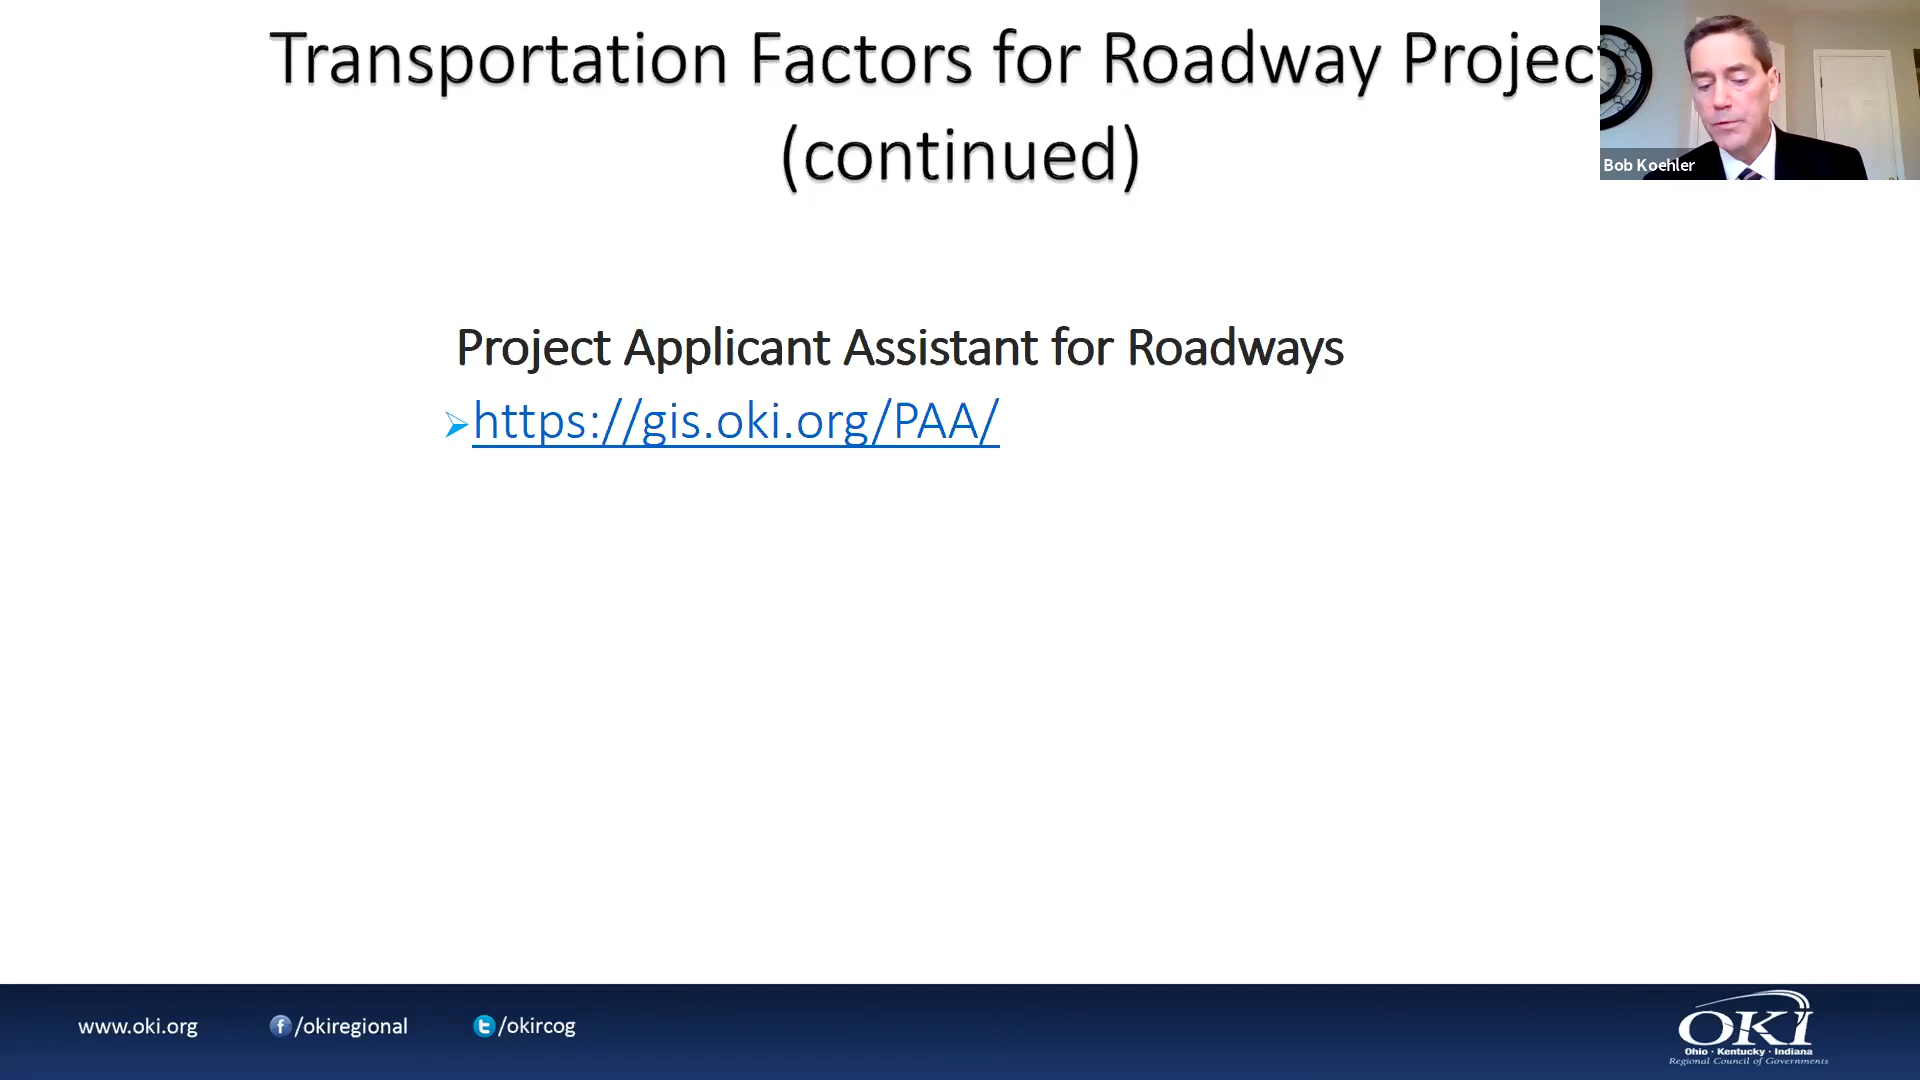 Transportation Factors for Roadway Projec
(continued)
Bob Koehler
Project Applicant Assistant for Roadways
https://gis.oki.org/PAA/
www.oki.org
/okiregional
/okircog
OKI
Ohio · Kentucky · Indiana
Regional Council of Governments